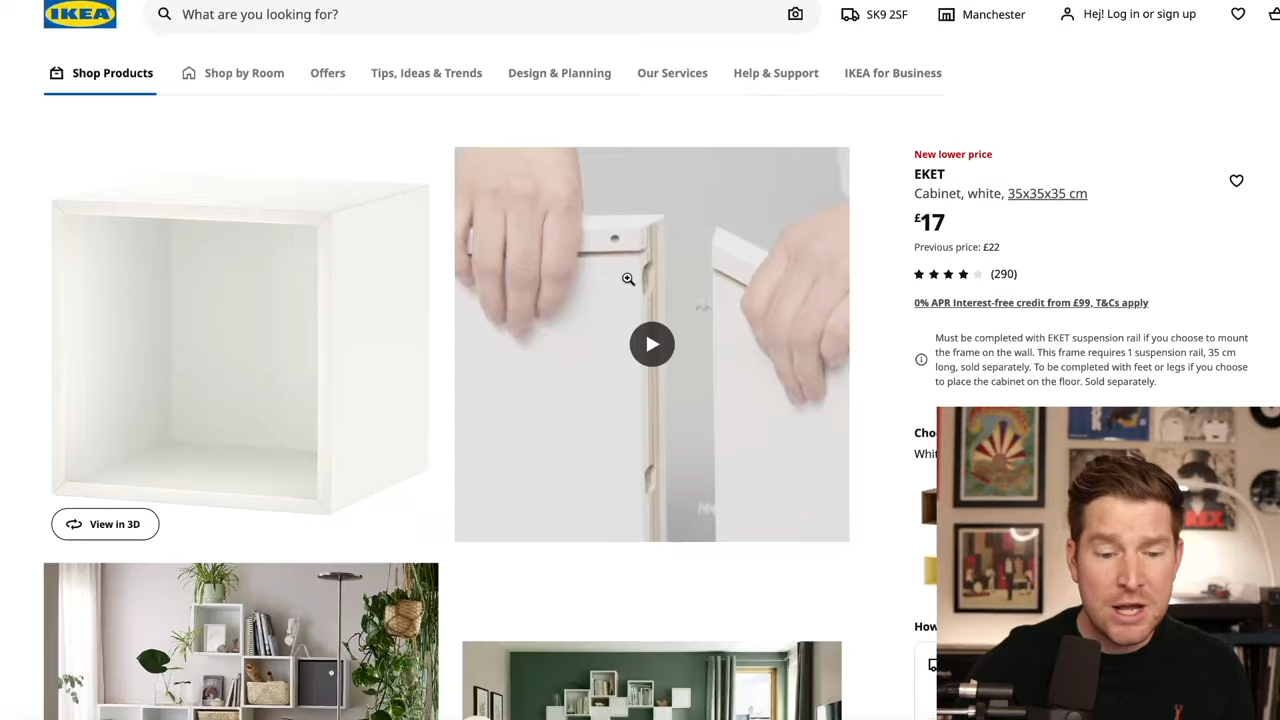 IKEA
What are you looking for?
SK9 2SF
Manchester
Hej! Log in or sign up
Shop Products
Shop by Room
Offers
Tips, Ideas & Trends
Design & Planning
Our Services
Help & Support
IKEA for Business
New lower price
EKET
Cabinet, white, 35x35x35 cm
£17
Previous price: £22
(290)
0% APR Interest-free credit from £99, T&Cs apply
Must be completed with EKET suspension rail if you choose to mount
the frame on the wall. This frame requires 1 suspension rail, 35 cm
long, sold separately. To be completed with feet or legs if you choose
to place the cabinet on the floor. Sold separately.
Cho
Whit
View in 3D
How
REX